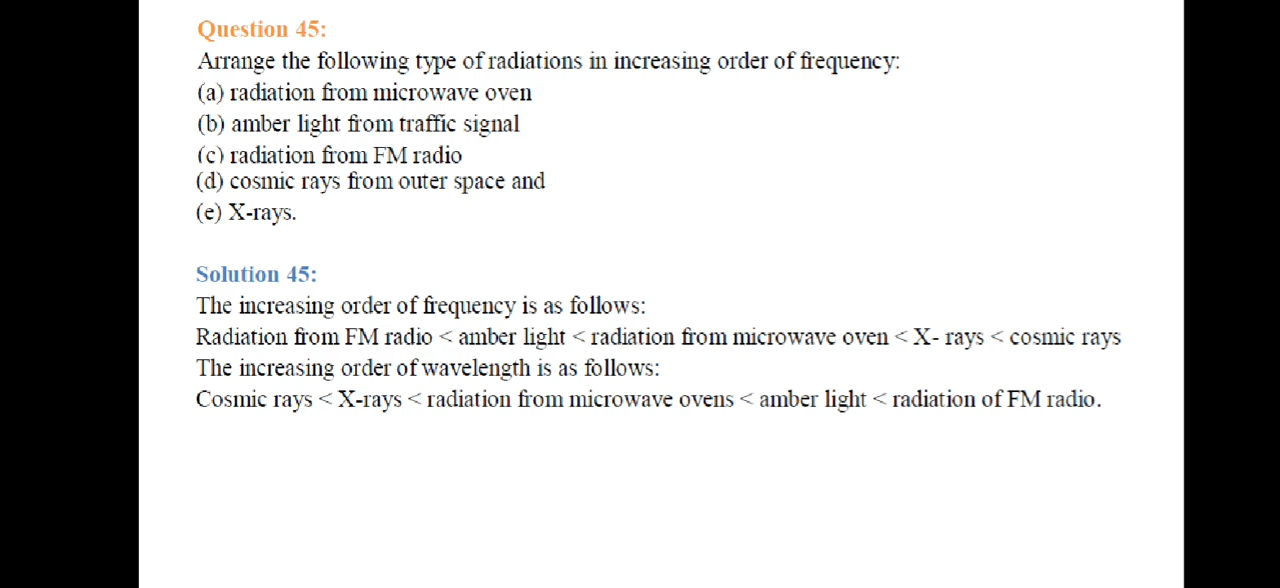 Question 45:
Arrange the following type of radiations in increasing order of frequency:
(a) radiation from microwave oven
(b) amber light from traffic signal
(c) radiation from FM radio
(d) cosmic rays from outer space and
(e) X-rays.
Solution 45:
The increasing order of frequency is as follows:
Radiation from FM radio < amber light < radiation from microwave oven < X- rays < cosmic rays
The increasing order of wavelength is as follows:
Cosmic rays < X-rays < radiation from microwave ovens < amber light < radiation of FM radio.